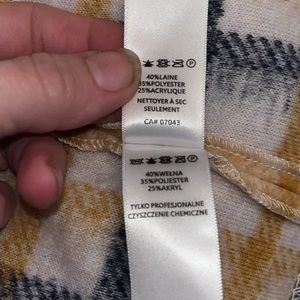 40%LAINE
35%POLYESTER
25%ACRYLIQUE
NETTOYER À SEC
SEULEMENT
CA# 07043
40%WEŁNA
35%POLIESTER
25%AKRYL
TYLKO PROFESJONALNE
CZYSZCZENIE CHEMICZNE